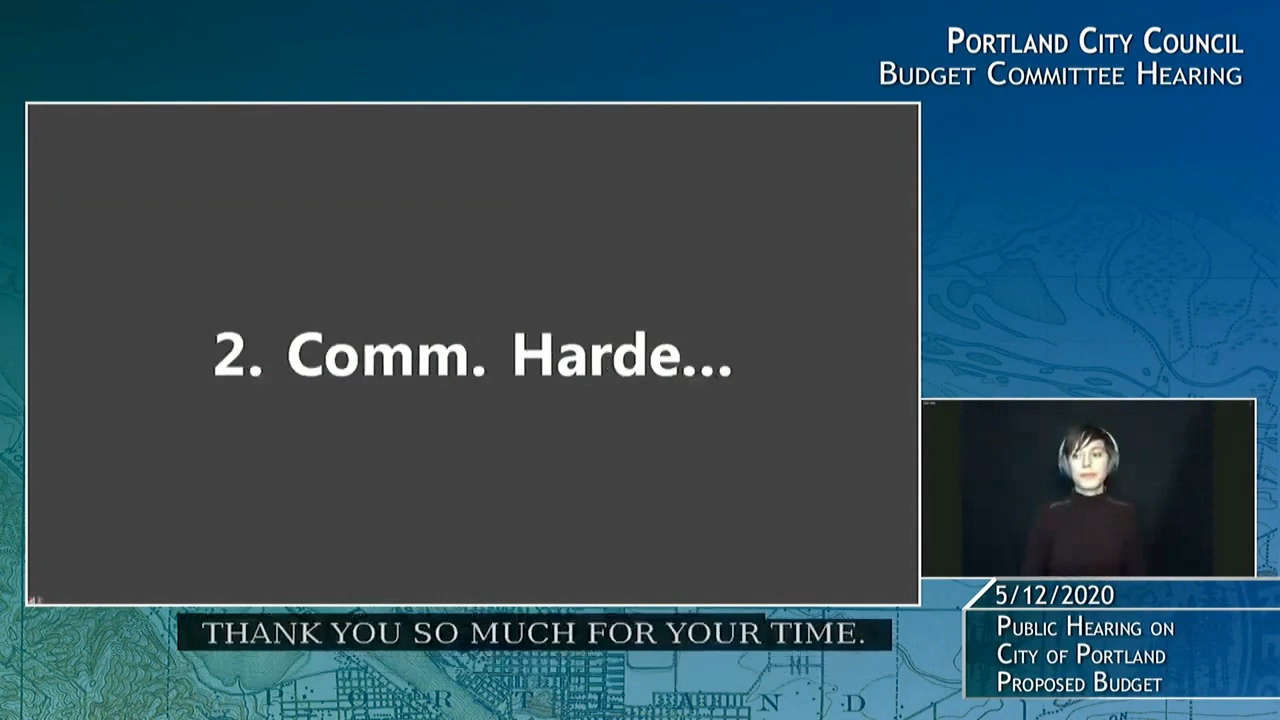 PORTLAND CITY COUNCIL
BUDGET COMMITTEE HEARING
2. Comm. Harde...
THANK YOU SO MUCH FOR YOUR TIME.
5/12/2020
PUBLIC HEARING ON
CITY OF PORTLAND
PROPOSED BUDGET
P O R T L A N D
ON